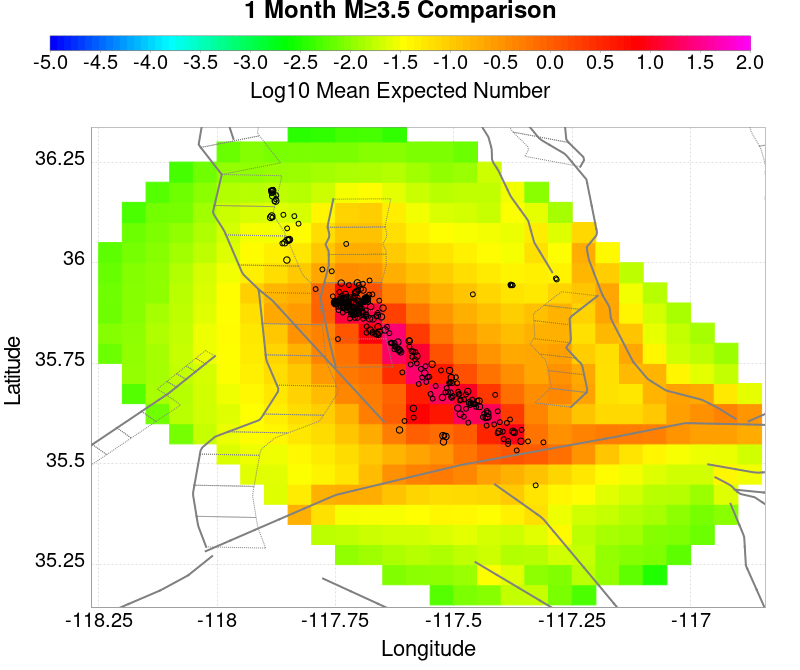 1 Month M≥3.5 Comparison
-5.0 -4.5 -4.0 -3.5 -3.0 -2.5 -2.0 -1.5 -1.0 -0.5 0.0 0.5 1.0 1.5 2.0
Log10 Mean Expected Number
36.25
36
35.75
35.5
35.25
Latitude
-118.25 -118 -117.75 -117.5 -117.25 -117
Longitude